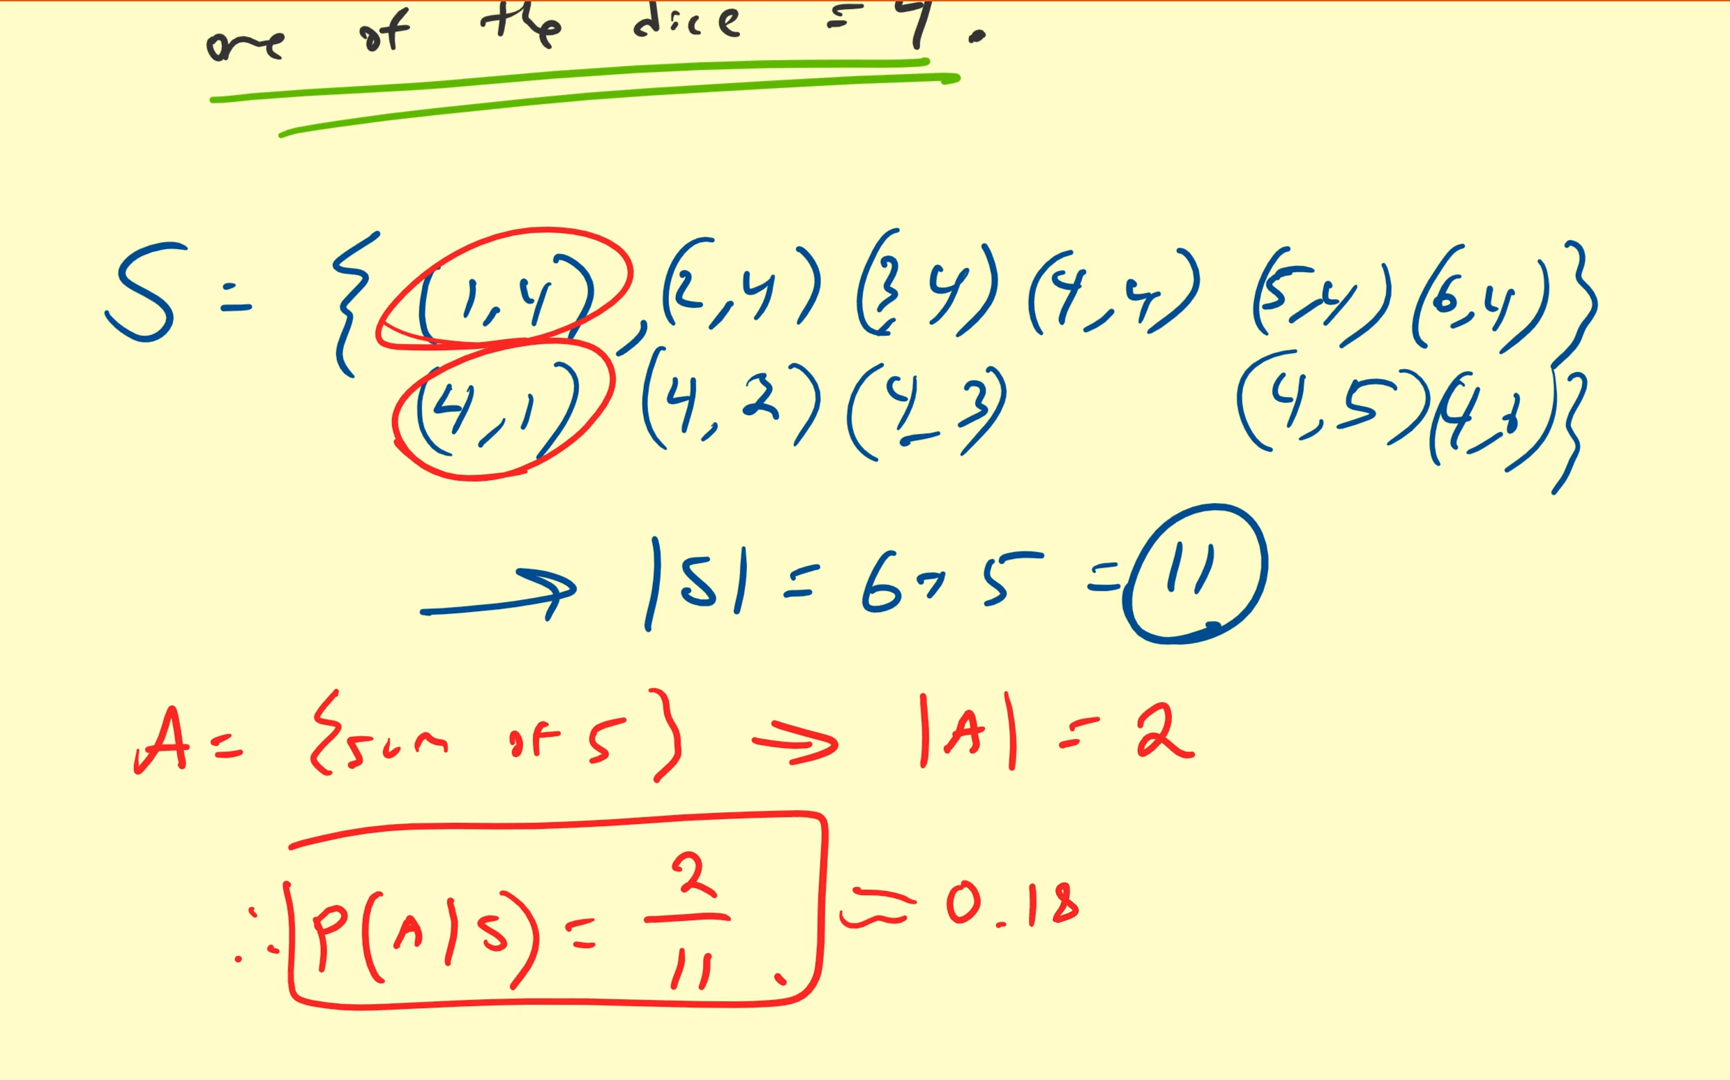 one of the dice = 4.
S = { (1,4), (2,4) (3,4) (4,4) (5,4) (6,4) }
(4,1) (4,2) (4,3) (4,5) (4,6) }
→ |S| = 6+5 = 11
A = {sum of 5} ⇒ |A| = 2
∴ P(A|S) = 2/11. ≈ 0.18